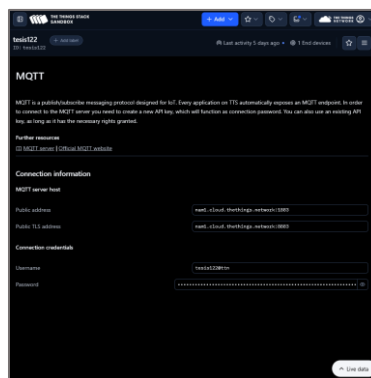 THE THINGS STACK
SANDBOX
+ Add
THE THINGS
NETWORK
tesis122
+ Add new
ID: tesis122
Last activity 5 days ago
1 End devices
MQTT
MQTT is a publish/subscribe messaging protocol designed for IoT. Every application on TTS automatically exposes an MQTT endpoint. In order
to connect to the MQTT server you need to create a new API key, which will function as connection password. You can also use an existing API
key, as long as it has the necessary rights granted.
Further resources
MQTT server | Official MQTT website
Connection information
MQTT server host
Public address
nam1.cloud.thethings.network:1883
Public TLS address
nam1.cloud.thethings.network:8883
Connection credentials
Username
tesis122@ttn
Password
Live data